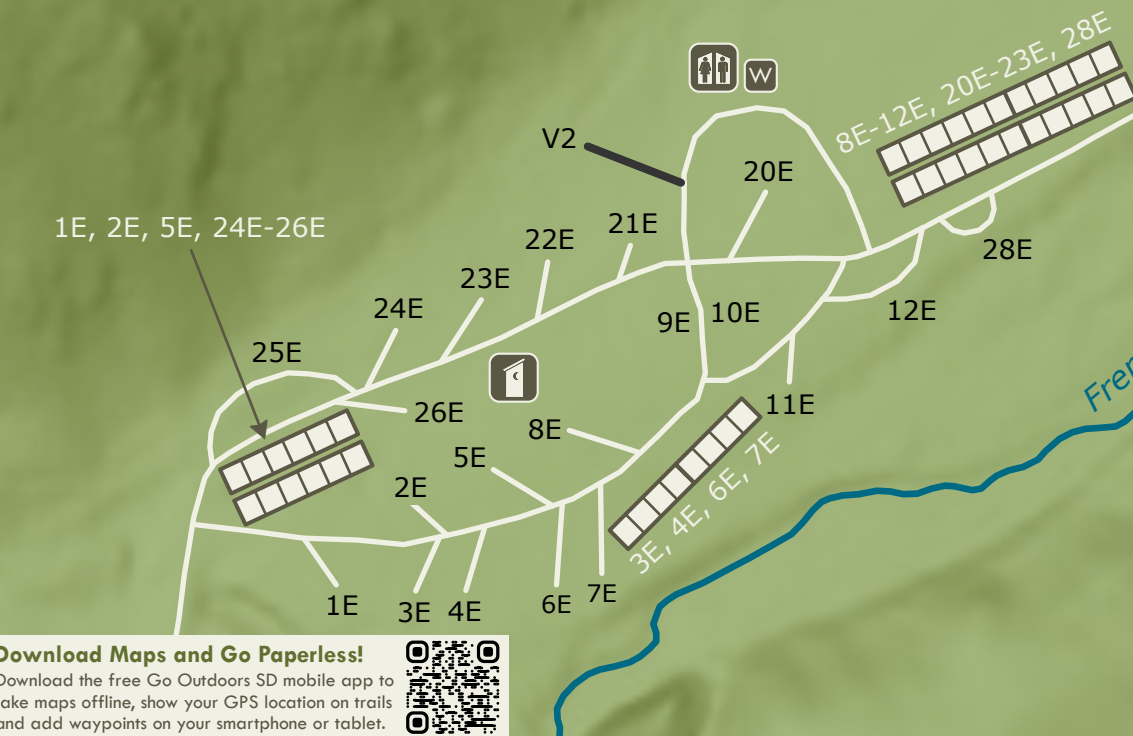 W
8E-12E, 20E-23E, 28E
V2
20E
1E, 2E, 5E, 24E-26E
21E
22E
28E
23E
24E
9E
10E
12E
25E
26E
11E
8E
5E
2E
3E, 4E, 6E, 7E
7E
6E
1E
3E
4E
Download Maps and Go Paperless!
Download the free Go Outdoors SD mobile app to
take maps offline, show your GPS location on trails
and add waypoints on your smartphone or tablet.